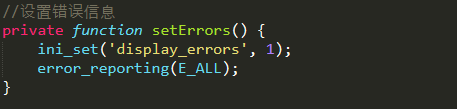 //设置错误信息
private function setErrors() {
    ini_set('display_errors', 1);
    error_reporting(E_ALL);
}